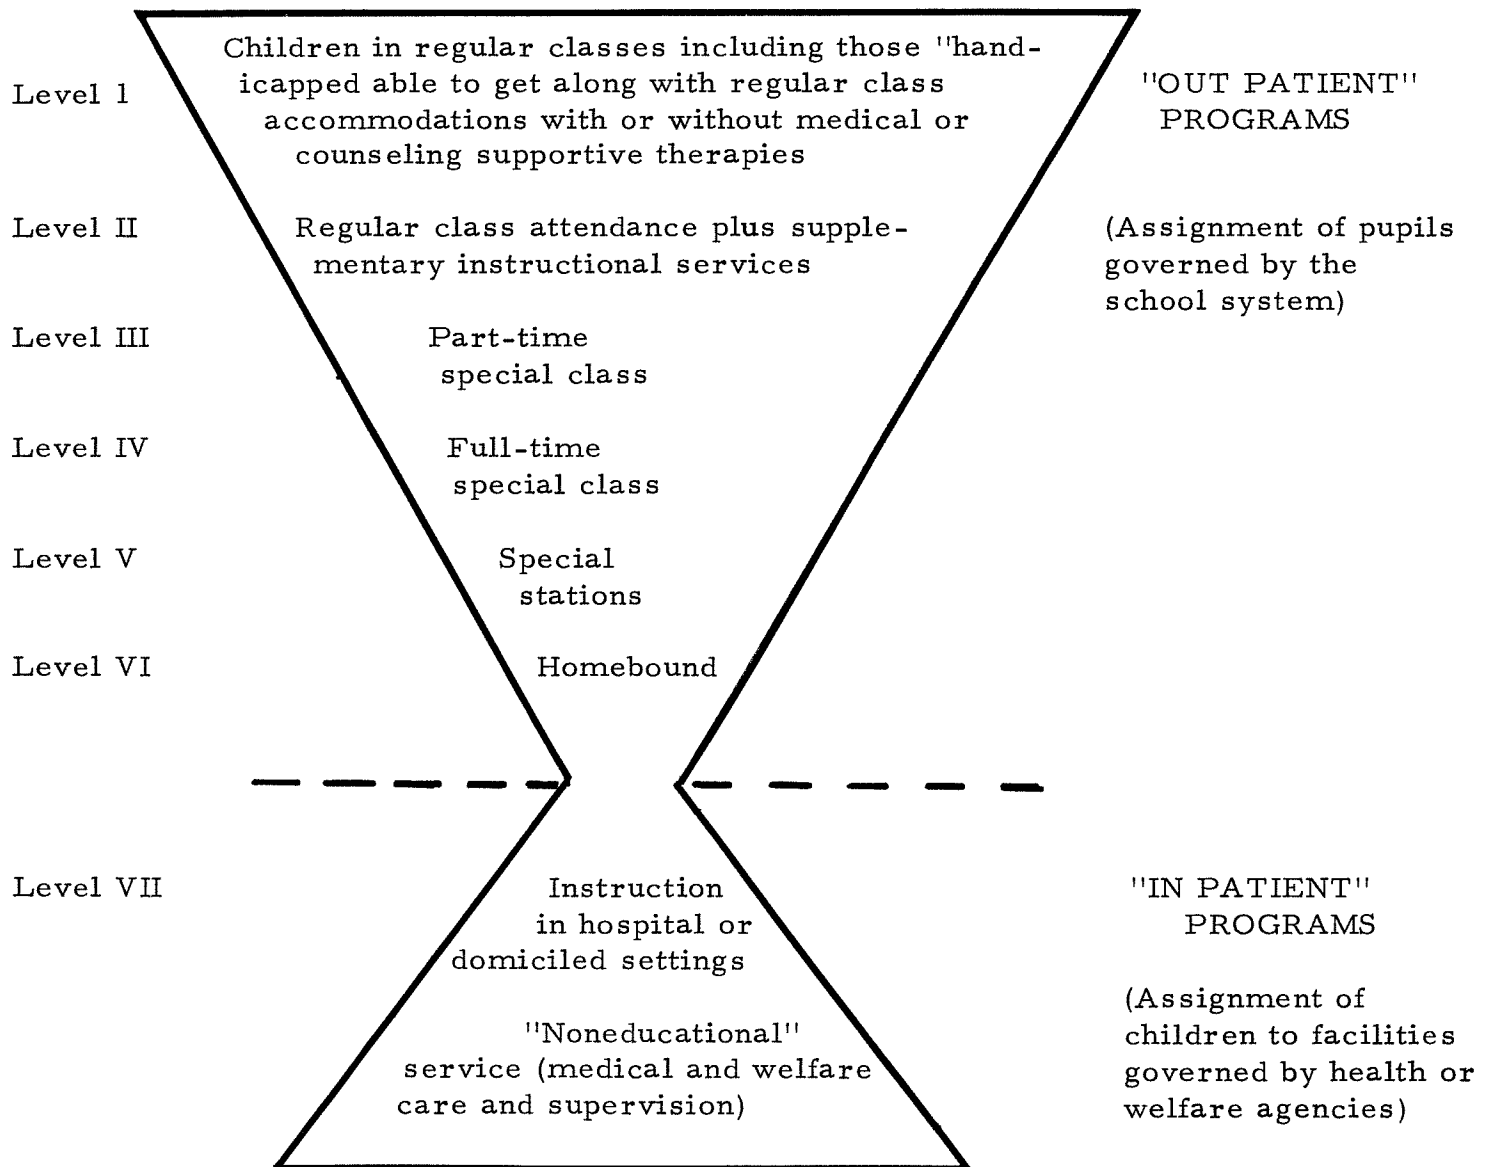 Children in regular classes including those "hand-
Level 1
icapped able to get along with regular class
"OUT PATIENT"
accommodations with or without medical or
PROGRAMS
counseling supportive therapies
Level II
Regular class attendance plus supple-
(Assignment of pupils
mentary instructional services
governed by the
school system)
Level III
Part-time
special class
Level IV
Full-time
special class
Level V
Special
stations
Level VI
Homebound
Level VII
Instruction
"IN PATIENT"
in hospital or
PROGRAMS
domiciled settings
(Assignment of
"Noneducational"
children to facilities
service (medical and welfare
governed by health or
care and supervision)
welfare agencies)